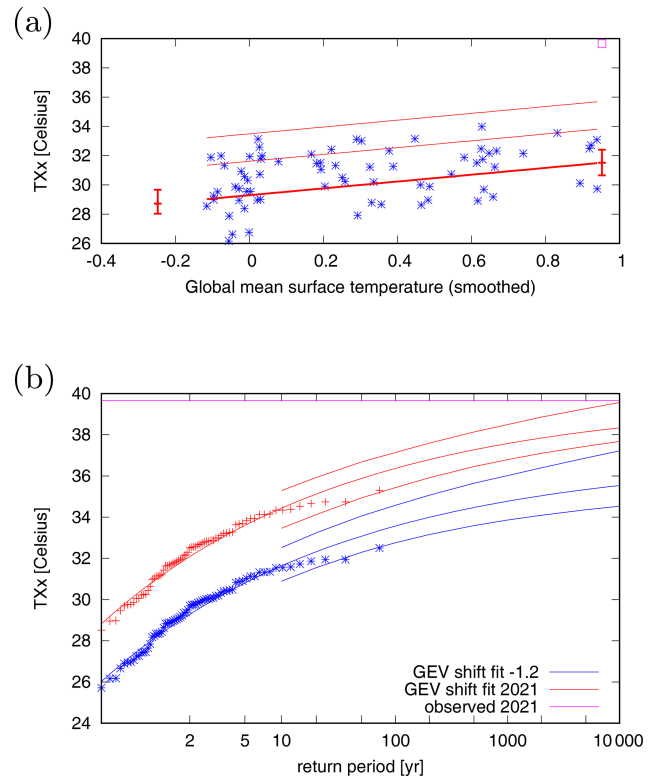 (a)
40
38
36
34
32
30
28
26
TXx [Celsius]
-0.4 -0.2 0 0.2 0.4 0.6 0.8 1
Global mean surface temperature (smoothed)
(b)
40
38
36
34
32
30
28
26
24
TXx [Celsius]
GEV shift fit -1.2
GEV shift fit 2021
observed 2021
2 5 10 100 1000 10 000
return period [yr]